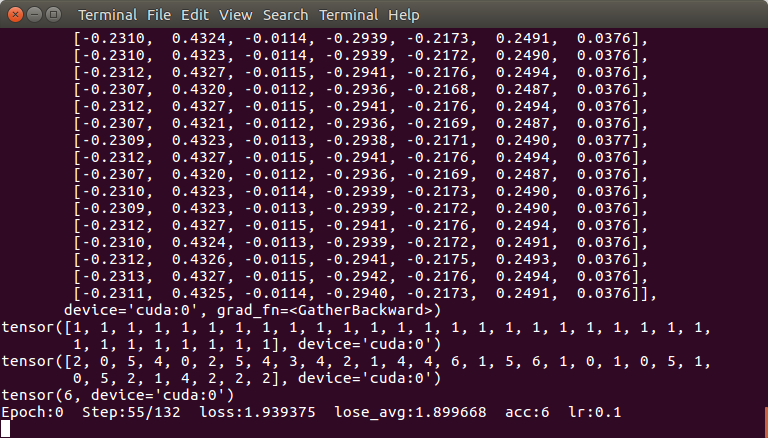 Terminal File Edit View Search Terminal Help
[-0.2310, 0.4324, -0.0114, -0.2939, -0.2173, 0.2491, 0.0376],
[-0.2310, 0.4323, -0.0114, -0.2939, -0.2172, 0.2490, 0.0376],
[-0.2312, 0.4327, -0.0115, -0.2941, -0.2176, 0.2494, 0.0376],
[-0.2307, 0.4320, -0.0112, -0.2936, -0.2168, 0.2487, 0.0376],
[-0.2312, 0.4327, -0.0115, -0.2941, -0.2176, 0.2494, 0.0376],
[-0.2307, 0.4321, -0.0112, -0.2936, -0.2169, 0.2487, 0.0376],
[-0.2309, 0.4323, -0.0113, -0.2938, -0.2171, 0.2490, 0.0377],
[-0.2312, 0.4327, -0.0115, -0.2941, -0.2176, 0.2494, 0.0376],
[-0.2307, 0.4320, -0.0112, -0.2936, -0.2169, 0.2487, 0.0376],
[-0.2310, 0.4323, -0.0114, -0.2939, -0.2173, 0.2490, 0.0376],
[-0.2309, 0.4323, -0.0113, -0.2939, -0.2172, 0.2490, 0.0376],
[-0.2312, 0.4327, -0.0115, -0.2941, -0.2176, 0.2494, 0.0376],
[-0.2310, 0.4324, -0.0113, -0.2939, -0.2172, 0.2491, 0.0376],
[-0.2312, 0.4326, -0.0115, -0.2941, -0.2175, 0.2493, 0.0376],
[-0.2313, 0.4327, -0.0115, -0.2942, -0.2176, 0.2494, 0.0376],
[-0.2311, 0.4325, -0.0114, -0.2940, -0.2173, 0.2491, 0.0376]],
device='cuda:0', grad_fn=<GatherBackward>)
tensor([1, 1, 1, 1, 1, 1, 1, 1, 1, 1, 1, 1, 1, 1, 1, 1, 1, 1, 1, 1, 1, 1, 1, 1,
1, 1, 1, 1, 1, 1, 1, 1], device='cuda:0')
tensor([2, 0, 5, 4, 0, 2, 5, 4, 3, 4, 2, 1, 4, 4, 6, 1, 5, 6, 1, 0, 1, 0, 5, 1,
0, 5, 2, 1, 4, 2, 2, 2], device='cuda:0')
tensor(6, device='cuda:0')
Epoch:0 Step:55/132 loss:1.939375 lose_avg:1.899668 acc:6 lr:0.1